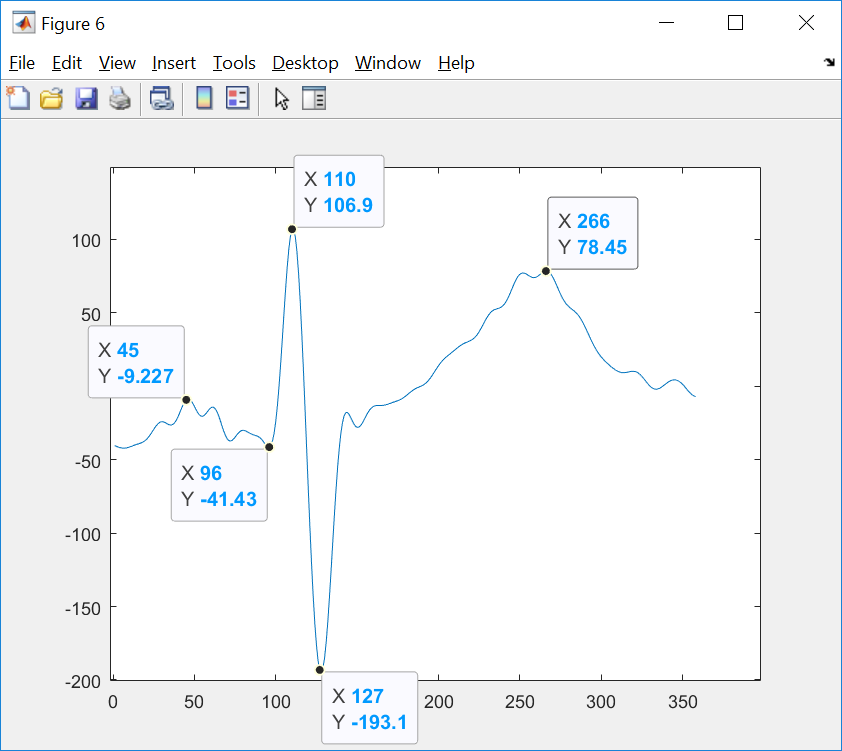 Figure 6
File Edit View Insert Tools Desktop Window Help
X 110
Y 106.9
X 266
Y 78.45
100
50
X 45
Y -9.227
X 96
Y -41.43
-50
-100
-150
-200
X 127
Y -193.1
0 50 100 200 250 300 350